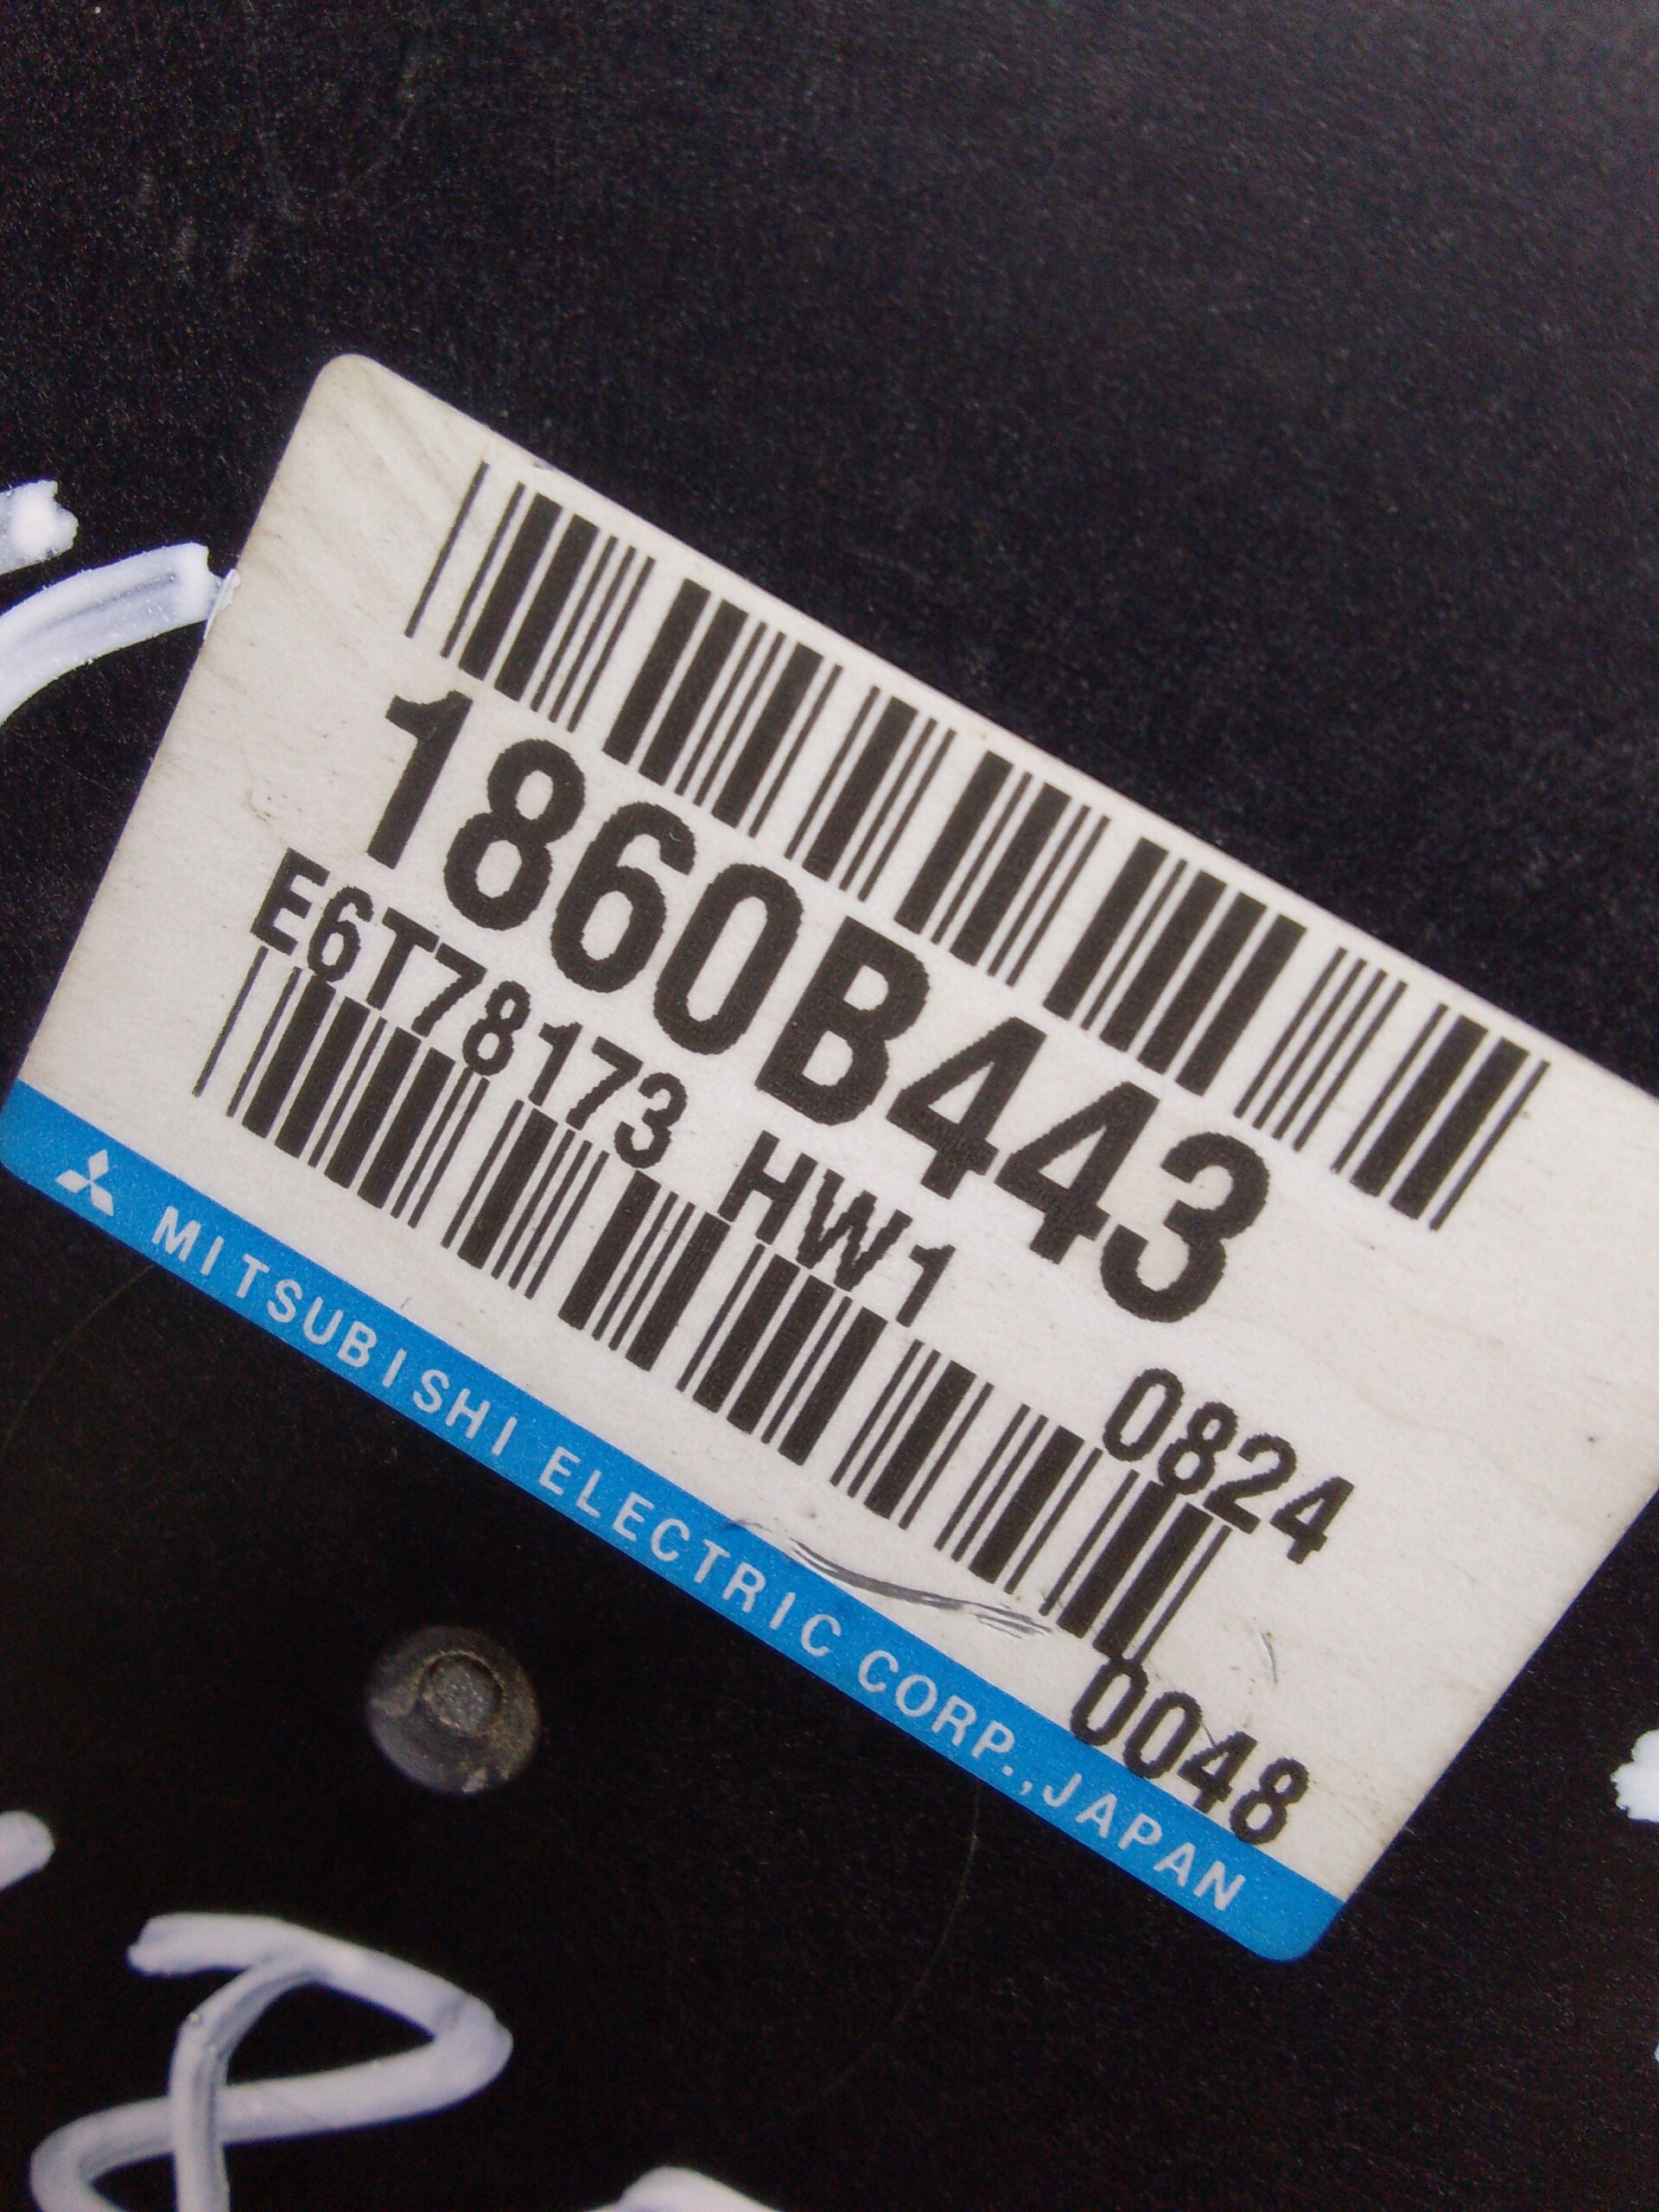 1860B443
E6T78173 HW1 0824
0048
MITSUBISHI ELECTRIC CORP., JAPAN